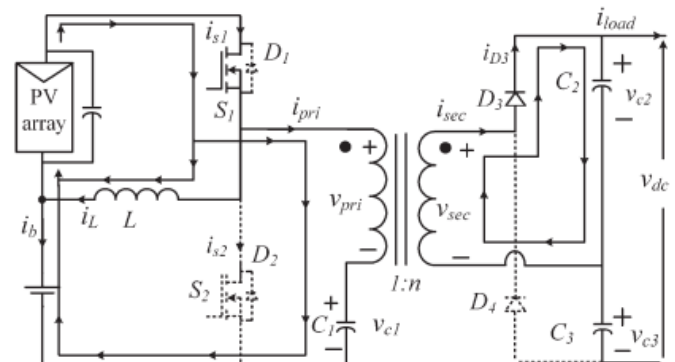 i_s1
D_1
S_1
PV
array
i_pri
i_sec
i_D3
D_3
C_2
i_load
v_c2
+
−
i_b
i_L
L
i_s2
D_2
S_2
v_pri
+
−
v_sec
+
−
1:n
C_1
v_c1
+
−
D_4
C_3
v_c3
+
−
v_dc